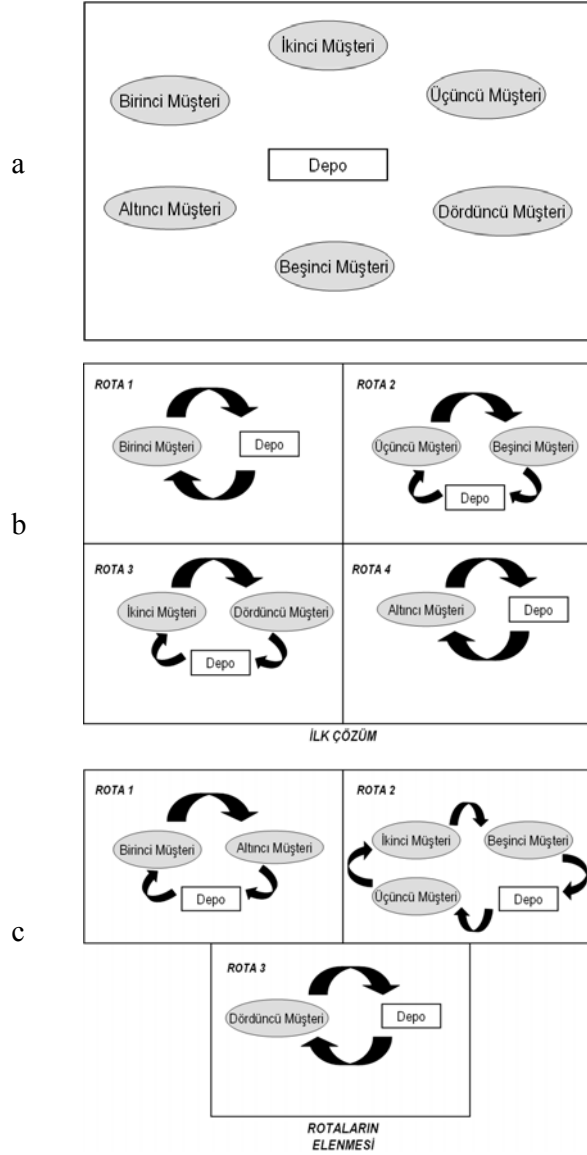 İkinci Müşteri
Birinci Müşteri
Üçüncü Müşteri
a
Depo
Altıncı Müşteri
Dördüncü Müşteri
Beşinci Müşteri
b
ROTA 1
Birinci Müşteri
Depo
ROTA 2
Üçüncü Müşteri
Beşinci Müşteri
Depo
ROTA 3
İkinci Müşteri
Dördüncü Müşteri
Depo
ROTA 4
Altıncı Müşteri
Depo
İLK ÇÖZÜM
c
ROTA 1
Birinci Müşteri
Altıncı Müşteri
Depo
ROTA 2
İkinci Müşteri
Beşinci Müşteri
Üçüncü Müşteri
Depo
ROTA 3
Dördüncü Müşteri
Depo
ROTALARIN
ELENMESİ